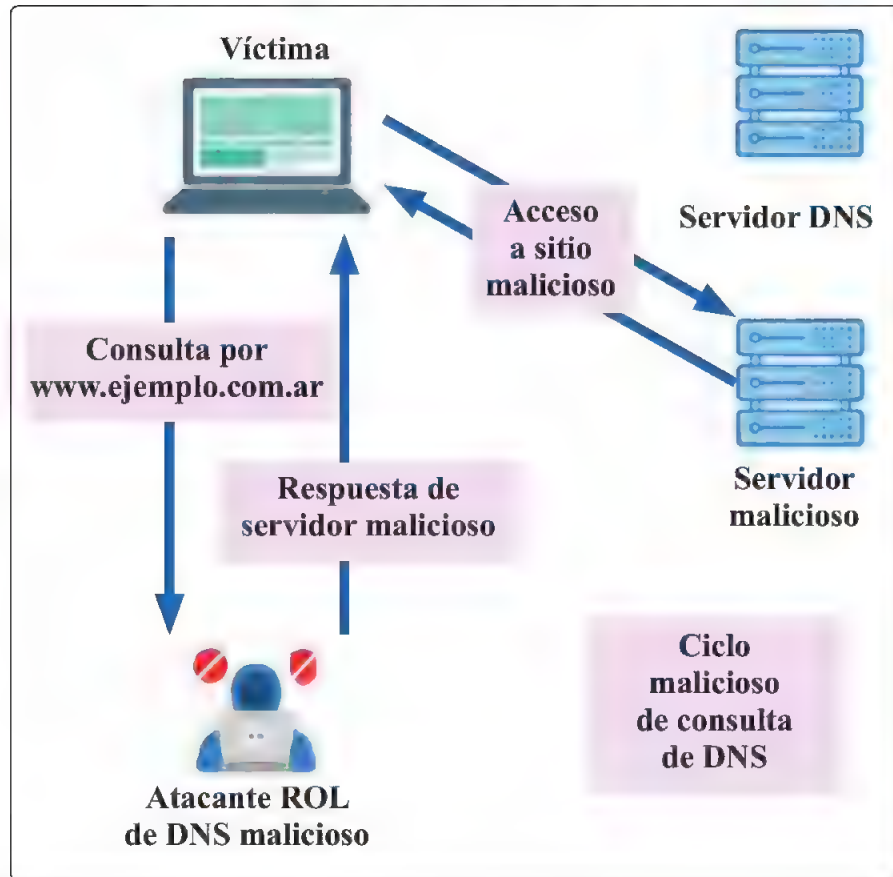 Víctima
Servidor DNS
Acceso
a sitio
malicioso
Consulta por
www.ejemplo.com.ar
Respuesta de
servidor malicioso
Servidor
malicioso
Ciclo
malicioso
de consulta
de DNS
Atacante ROL
de DNS malicioso